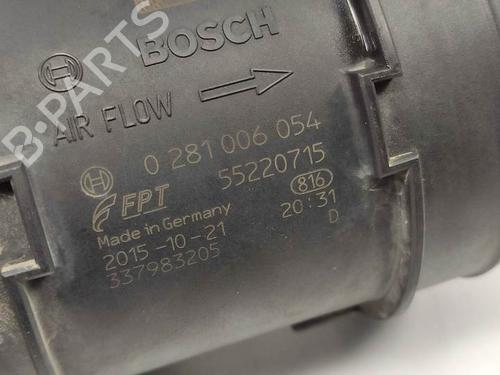 BOSCH
AIR FLOW
B-PARTS
0 281 006 054
FPT 55220715
Made in Germany 816
2015-10-21 20:31
337983205 D